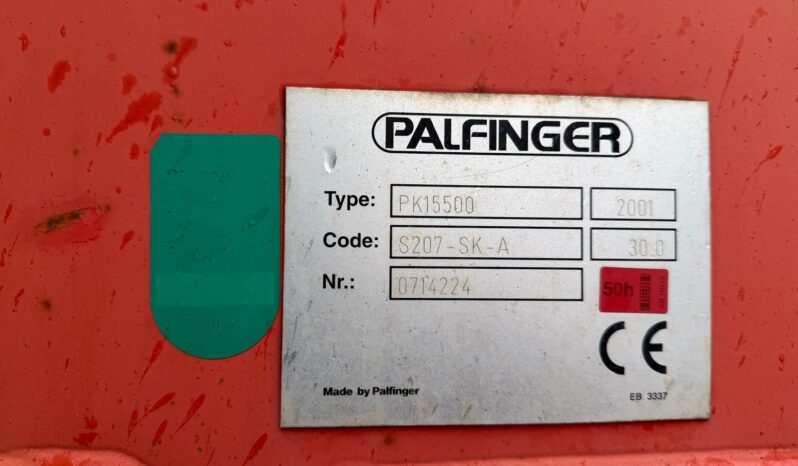 PALFINGER
Type: PK15500 2001
Code: S207-SK-A 30.0
Nr.: 0714224 50h
CE
Made by Palfinger EB 3337